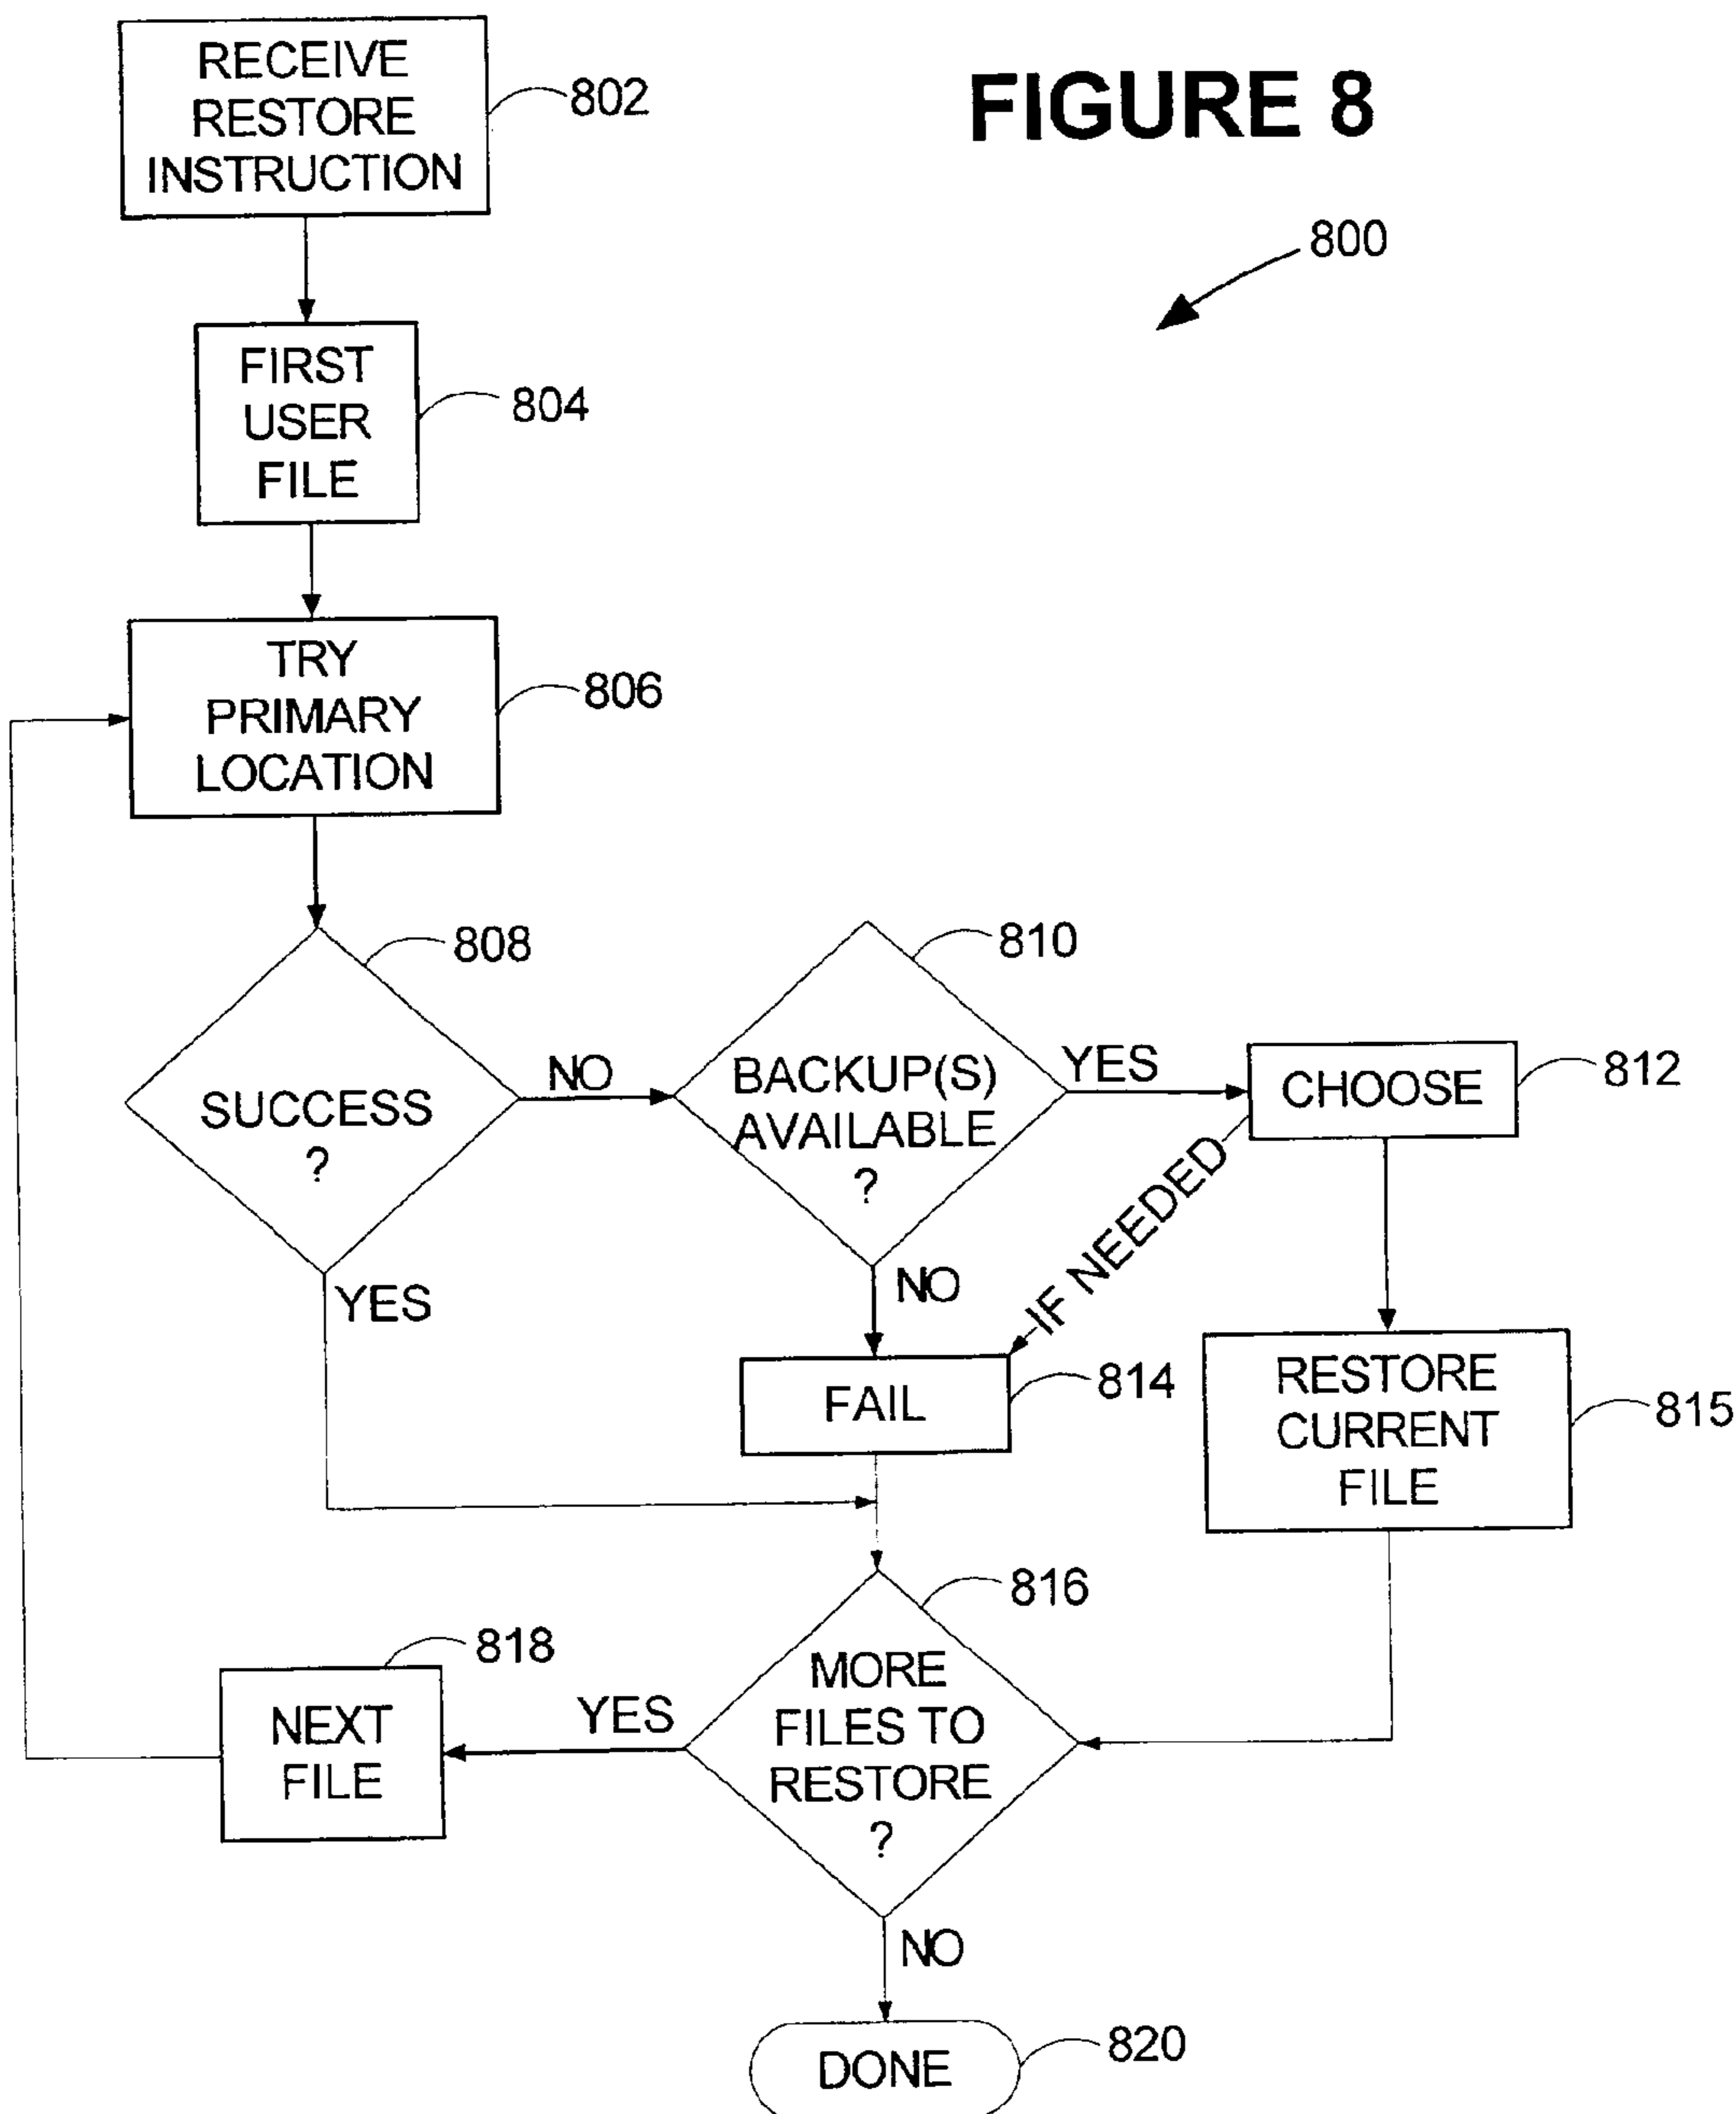 FIGURE 8
800
RECEIVE
RESTORE
INSTRUCTION
802
FIRST
USER
FILE
804
TRY
PRIMARY
LOCATION
806
808
SUCCESS
?
NO
YES
810
BACKUP(S)
AVAILABLE
?
YES
NO
CHOOSE
812
IF NEEDED
FAIL
814
RESTORE
CURRENT
FILE
815
816
MORE
FILES TO
RESTORE
?
YES
818
NEXT
FILE
NO
DONE
820